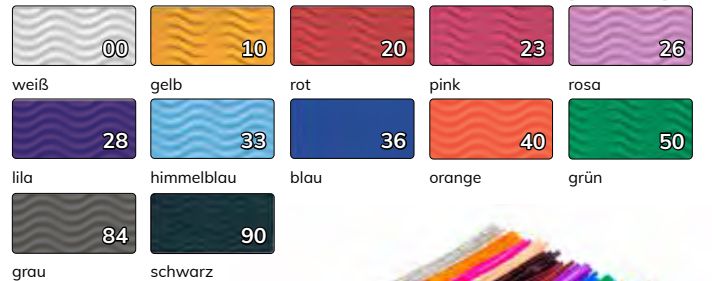 00 10 20 23 26
weiß gelb rot pink rosa
28 33 36 40 50
lila himmelblau blau orange grün
84 90
grau schwarz